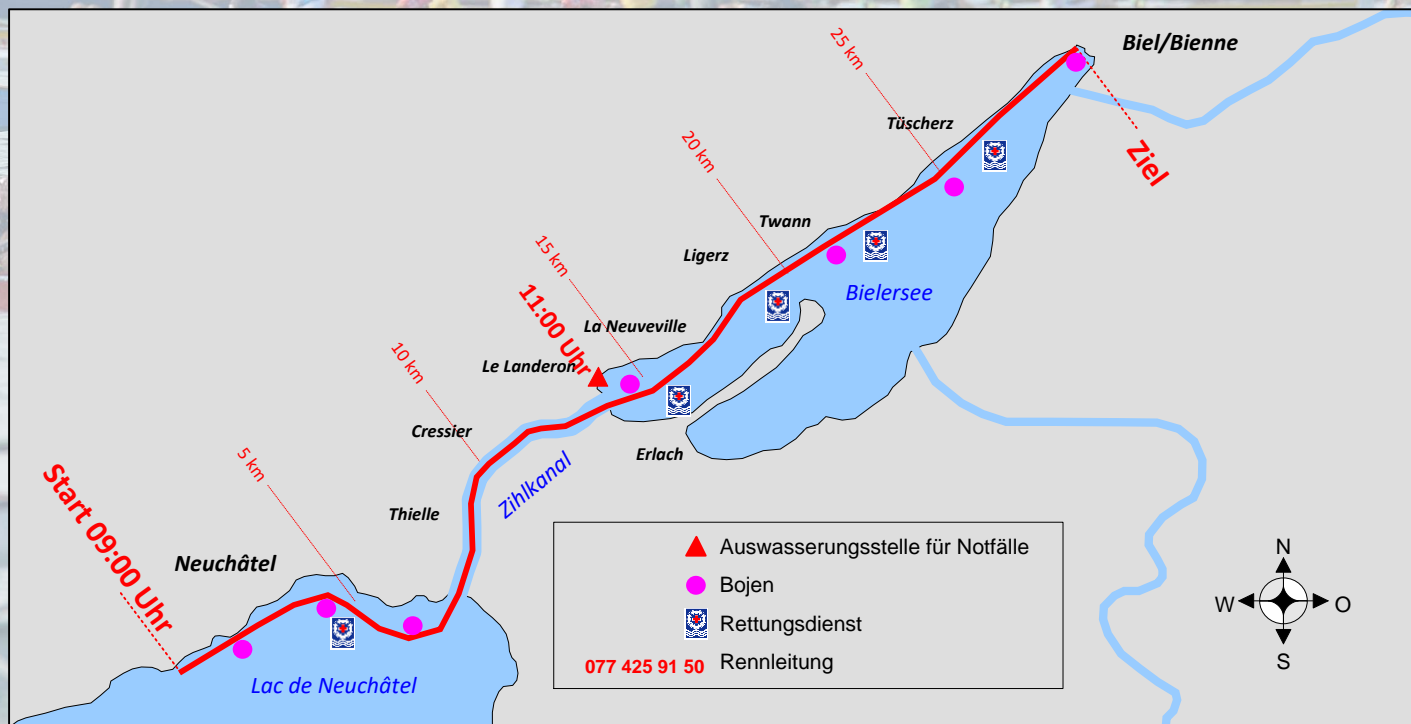 Biel/Bienne
25 km
Tüscherz
Ziel
20 km
Twann
Ligerz
Bielersee
15 km
11:00 Uhr
La Neuveville
Le Landeron
10 km
Cressier
Erlach
Zihlkanal
5 km
Thielle
Start 09:00 Uhr
Neuchâtel
Lac de Neuchâtel
Auswasserungsstelle für Notfälle
Bojen
Rettungsdienst
077 425 91 50 Rennleitung
N
W O
S